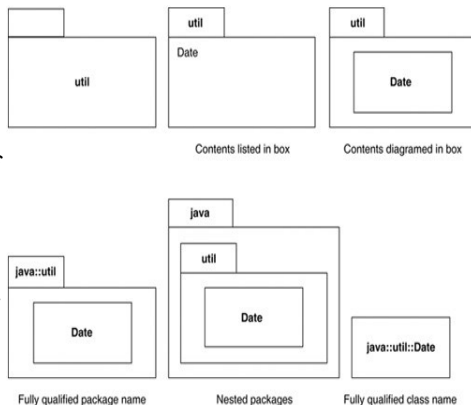 util
util
Date
Contents listed in box
util
Date
Contents diagramed in box
java::util
Date
Fully qualified package name
java
util
Date
Nested packages
java::util::Date
Fully qualified class name